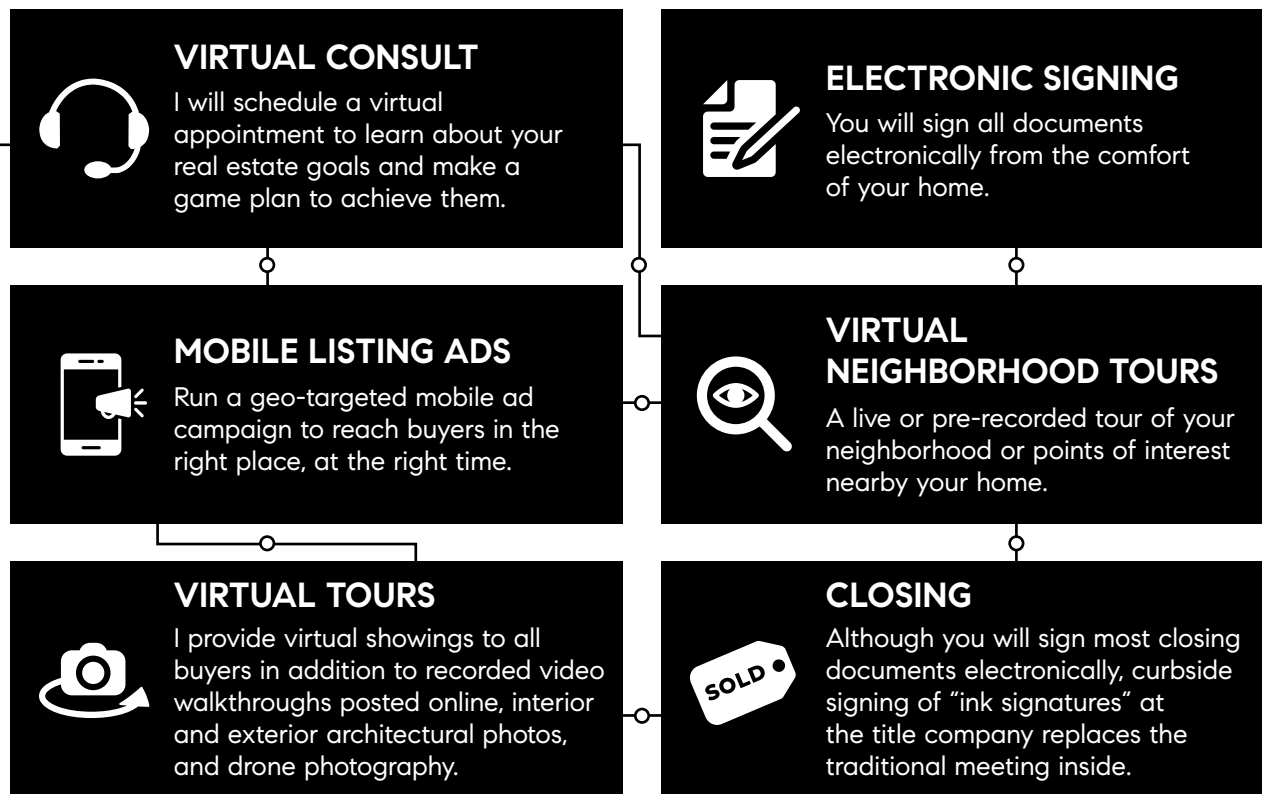 VIRTUAL CONSULT
I will schedule a virtual
appointment to learn about your
real estate goals and make a
game plan to achieve them.
ELECTRONIC SIGNING
You will sign all documents
electronically from the comfort
of your home.
MOBILE LISTING ADS
Run a geo-targeted mobile ad
campaign to reach buyers in the
right place, at the right time.
VIRTUAL
NEIGHBORHOOD TOURS
A live or pre-recorded tour of your
neighborhood or points of interest
nearby your home.
VIRTUAL TOURS
I provide virtual showings to all
buyers in addition to recorded video
walkthroughs posted online, interior
and exterior architectural photos,
and drone photography.
SOLD
CLOSING
Although you will sign most closing
documents electronically, curbside
signing of “ink signatures” at
the title company replaces the
traditional meeting inside.